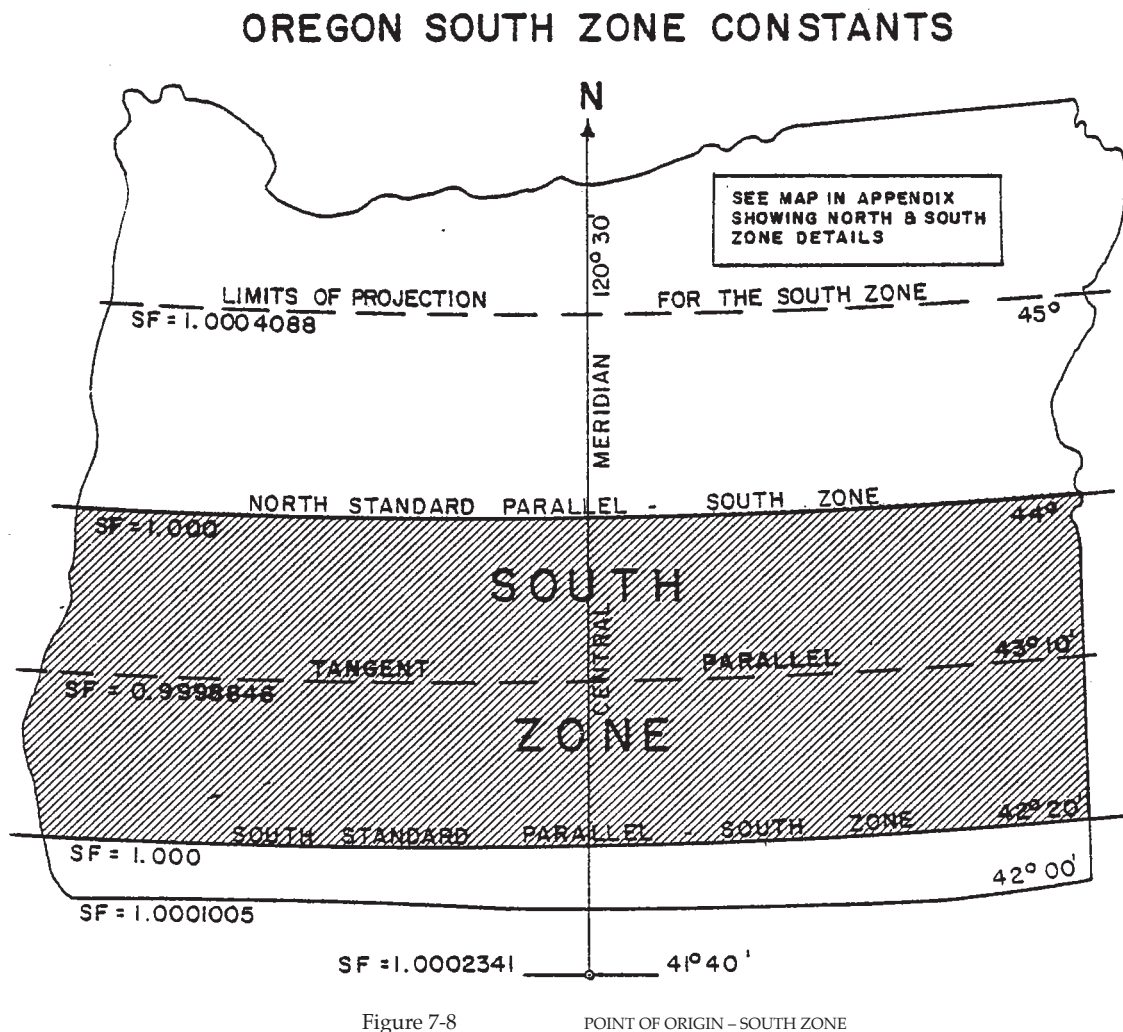 OREGON SOUTH ZONE CONSTANTS
N
SEE MAP IN APPENDIX
SHOWING NORTH & SOUTH
ZONE DETAILS
120° 30'
LIMITS OF PROJECTION FOR THE SOUTH ZONE
SF = 1.0004088 45°
MERIDIAN
NORTH STANDARD PARALLEL - SOUTH ZONE
SF = 1.000 44°
SOUTH
CENTRAL
TANGENT PARALLEL 43° 10'
SF = 0.9998846
ZONE
SOUTH STANDARD PARALLEL - SOUTH ZONE 42° 20'
SF = 1.000
42° 00'
SF = 1.0001005
SF = 1.0002341 41° 40'
Figure 7-8 POINT OF ORIGIN – SOUTH ZONE